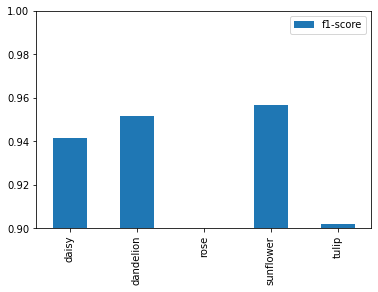 1.00
f1-score
0.98
0.96
0.94
0.92
0.90
daisy
dandelion
rose
sunflower
tulip